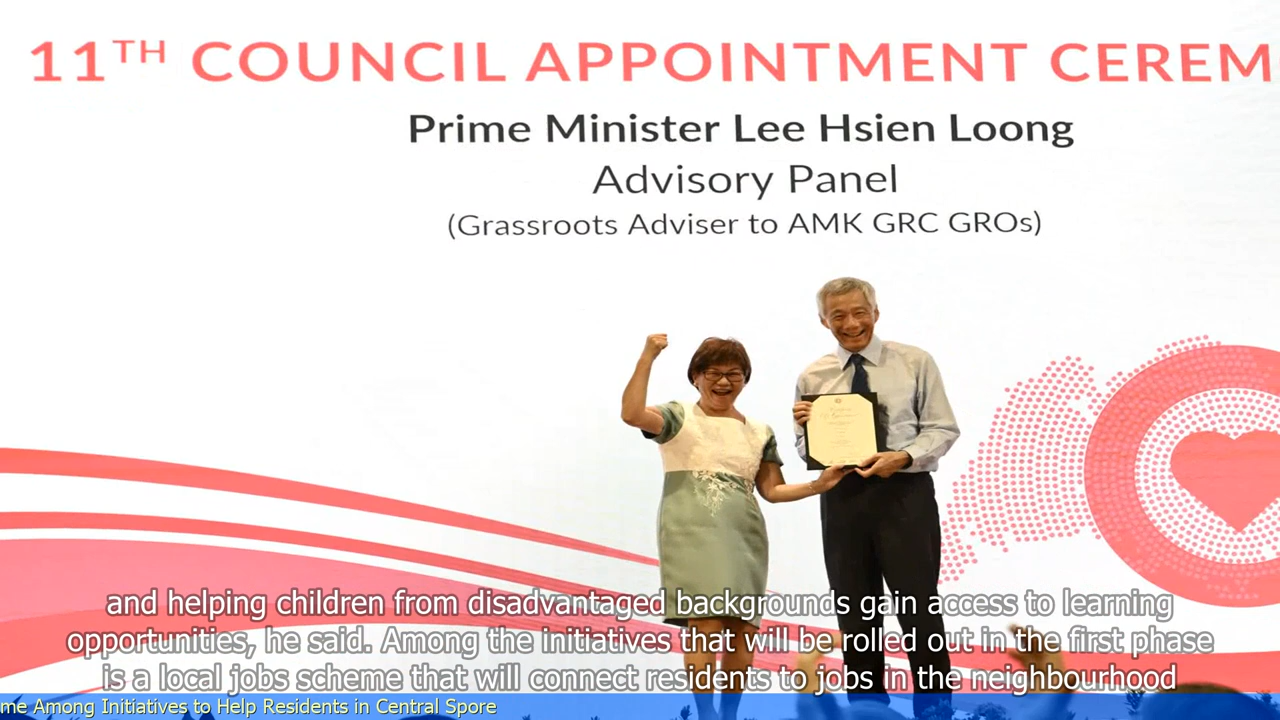 11TH COUNCIL APPOINTMENT CEREM
Prime Minister Lee Hsien Loong
Advisory Panel
(Grassroots Adviser to AMK GRC GROs)
and helping children from disadvantaged backgrounds gain access to learning
opportunities, he said. Among the initiatives that will be rolled out in the first phase
is a local jobs scheme that will connect residents to jobs in the neighbourhood
me Among Initiatives to Help Residents in Central Spore